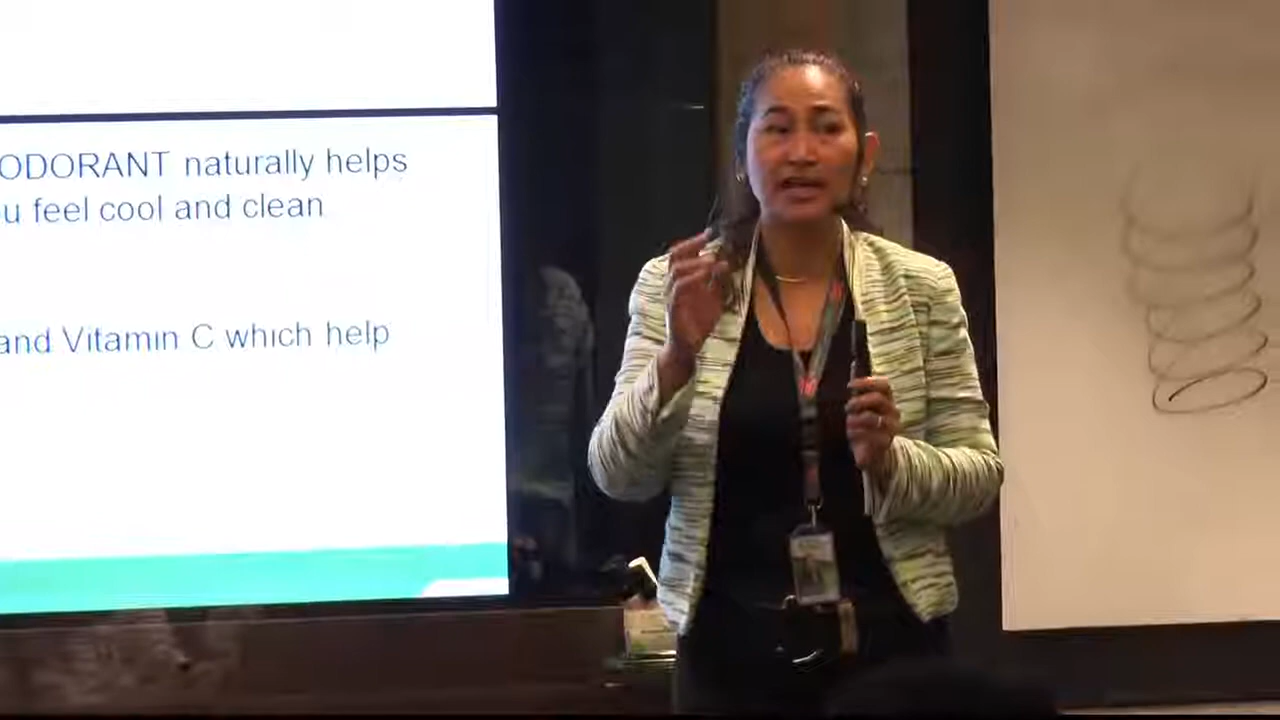 ODORANT naturally helps
u feel cool and clean
and Vitamin C which help